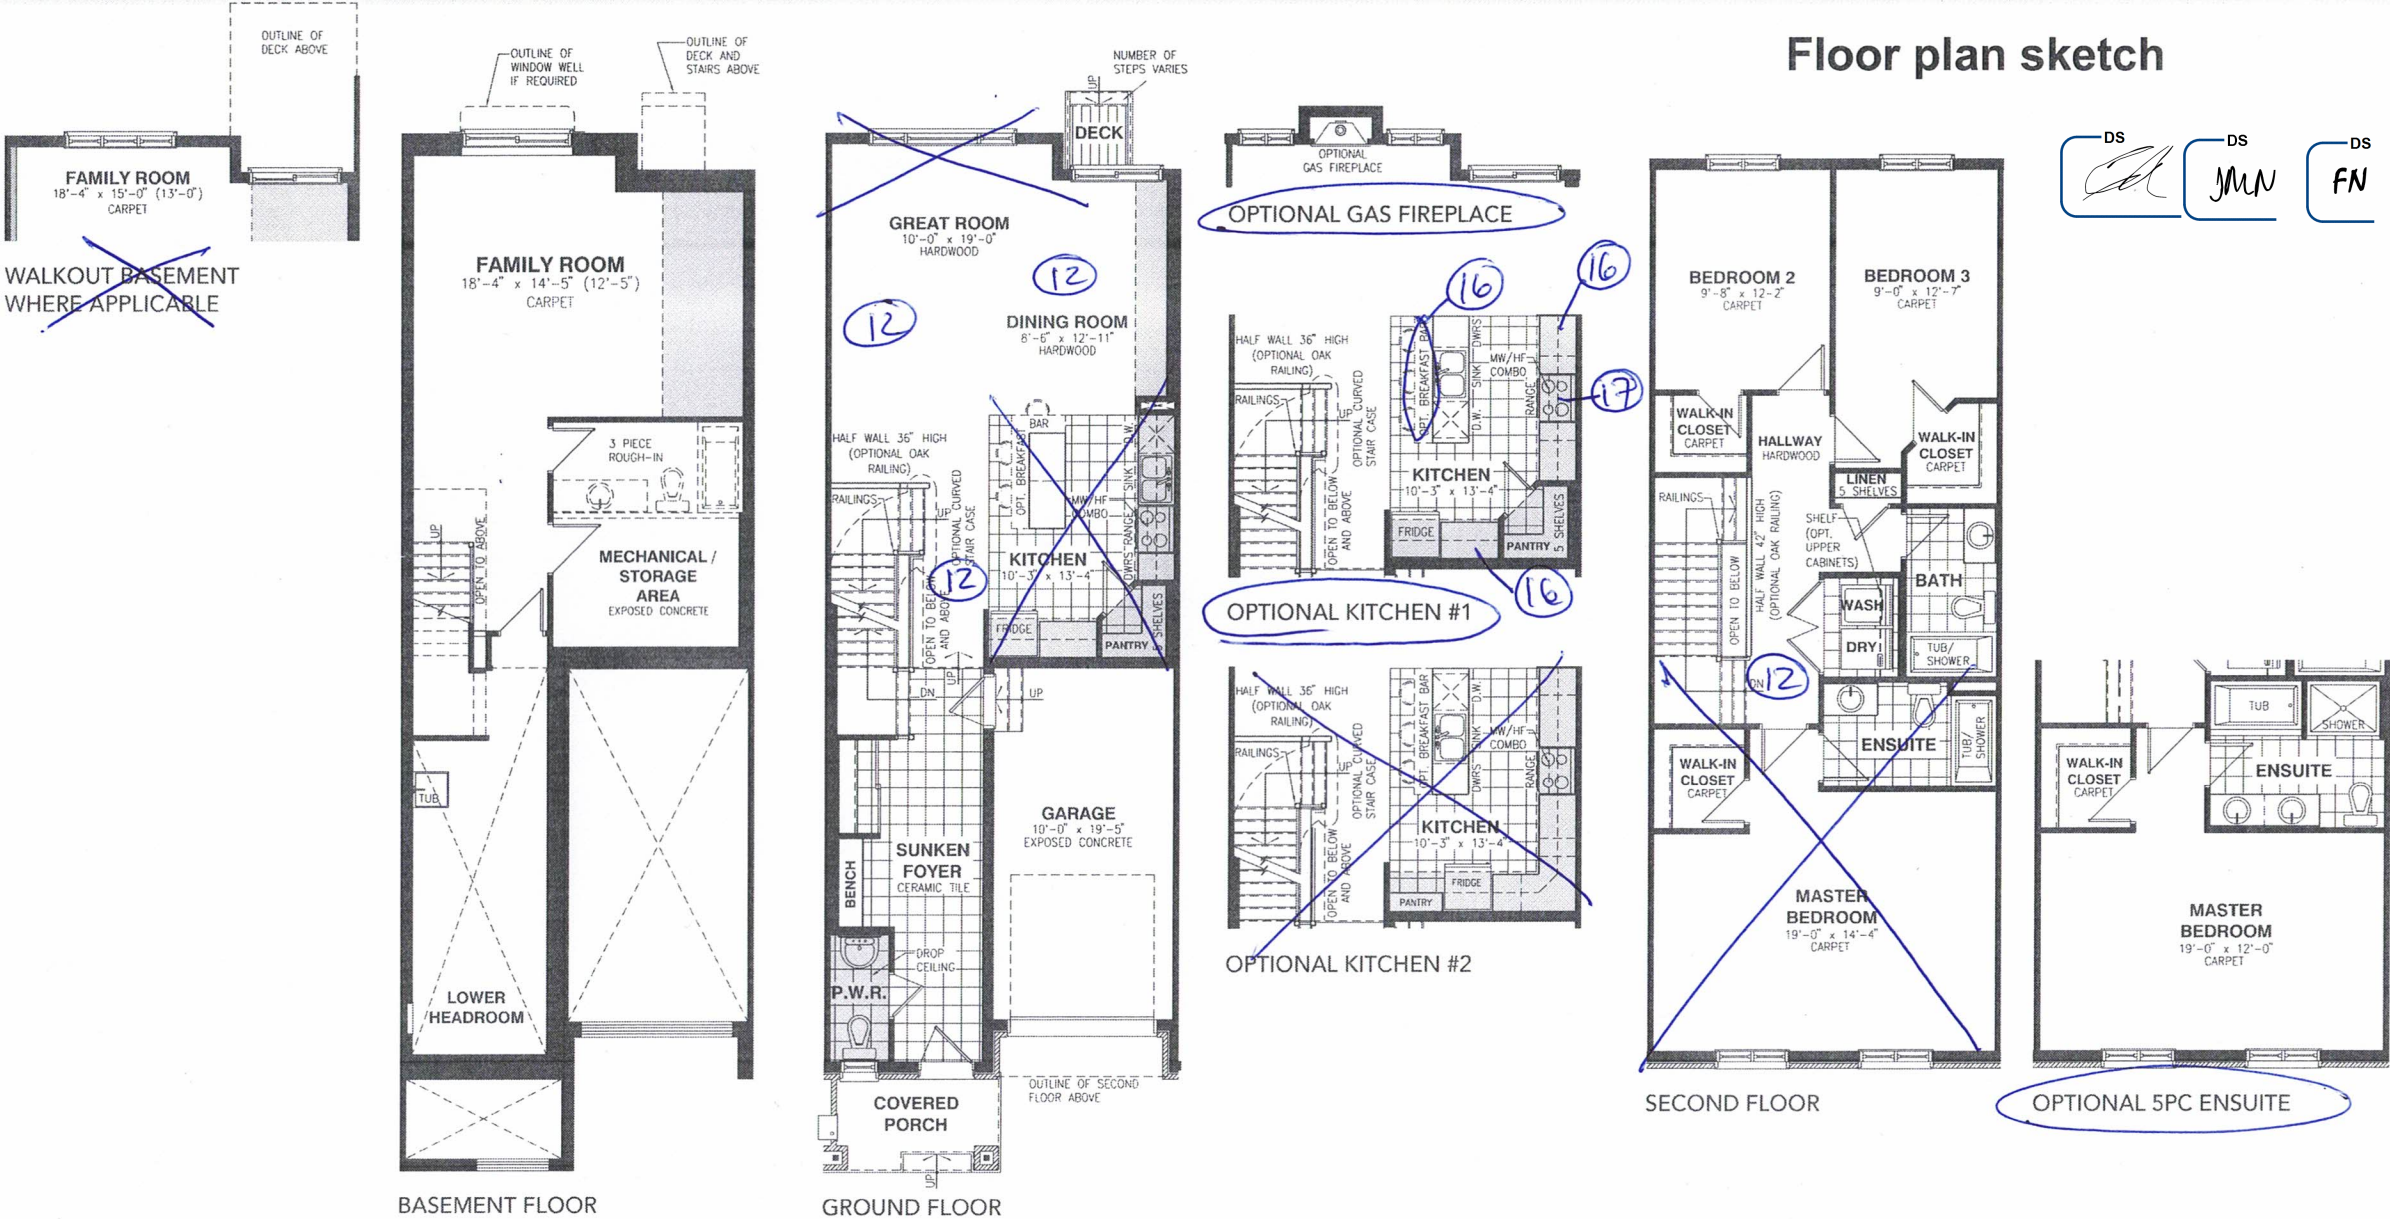 Floor plan sketch
DS
DS
DS
JMN
FN
OUTLINE OF
DECK ABOVE
FAMILY ROOM
18'-4" x 15'-0" (13'-0")
CARPET
WALKOUT BASEMENT
WHERE APPLICABLE
OUTLINE OF
WINDOW WELL
IF REQUIRED
OUTLINE OF
DECK AND
STAIRS ABOVE
FAMILY ROOM
18'-4" x 14'-5" (12'-5")
CARPET
3 PIECE
ROUGH-IN
UP
OPEN TO ABOVE
MECHANICAL /
STORAGE
AREA
EXPOSED CONCRETE
TUB
LOWER
HEADROOM
BASEMENT FLOOR
NUMBER OF
STEPS VARIES
UP
DECK
GREAT ROOM
10'-0" x 19'-0"
HARDWOOD
12
12
DINING ROOM
8'-6" x 12'-11"
HARDWOOD
HALF WALL 36" HIGH
(OPTIONAL OAK
RAILING)
RAILINGS
UP
OPTIONAL CURVED
STAIR CASE
OPEN TO BELOW
AND ABOVE
12
BAR
OPT. BREAKFAST
D.W.
SINK
MW/HF
COMBO
RANGE
DWRS
KITCHEN
10'-3" x 13'-4"
FRIDGE
PANTRY
5 SHELVES
UP
DN
UP
GARAGE
10'-0" x 19'-5"
EXPOSED CONCRETE
SUNKEN
FOYER
CERAMIC TILE
BENCH
DROP
CEILING
P.W.R.
OUTLINE OF SECOND
FLOOR ABOVE
COVERED
PORCH
UP
GROUND FLOOR
OPTIONAL
GAS FIREPLACE
OPTIONAL GAS FIREPLACE
16
16
17
HALF WALL 36" HIGH
(OPTIONAL OAK
RAILING)
RAILINGS
UP
OPTIONAL CURVED
STAIR CASE
OPEN TO BELOW
AND ABOVE
OPT. BREAKFAST BAR
DWRS
SINK
D.W.
MW/HF
COMBO
RANGE
KITCHEN
10'-3" x 13'-4"
FRIDGE
PANTRY
5 SHELVES
16
OPTIONAL KITCHEN #1
HALF WALL 36" HIGH
(OPTIONAL OAK
RAILING)
RAILINGS
UP
OPTIONAL CURVED
STAIR CASE
OPEN TO BELOW
AND ABOVE
OPT. BREAKFAST BAR
D.W.
SINK
DWRS
MW/HF
COMBO
RANGE
KITCHEN
10'-3" x 13'-4"
FRIDGE
PANTRY
OPTIONAL KITCHEN #2
BEDROOM 2
9'-8" x 12'-2"
CARPET
BEDROOM 3
9'-0" x 12'-7"
CARPET
WALK-IN
CLOSET
CARPET
HALLWAY
HARDWOOD
WALK-IN
CLOSET
CARPET
LINEN
5 SHELVES
RAILINGS
OPEN TO BELOW
HALF WALL 42" HIGH
(OPTIONAL OAK RAILING)
SHELF
(OPT.
UPPER
CABINETS)
BATH
WASH
DRY
TUB/
SHOWER
DN
12
ENSUITE
TUB/
SHOWER
WALK-IN
CLOSET
CARPET
MASTER
BEDROOM
19'-0" x 14'-4"
CARPET
SECOND FLOOR
TUB
SHOWER
WALK-IN
CLOSET
CARPET
ENSUITE
MASTER
BEDROOM
19'-0" x 12'-0"
CARPET
OPTIONAL 5PC ENSUITE